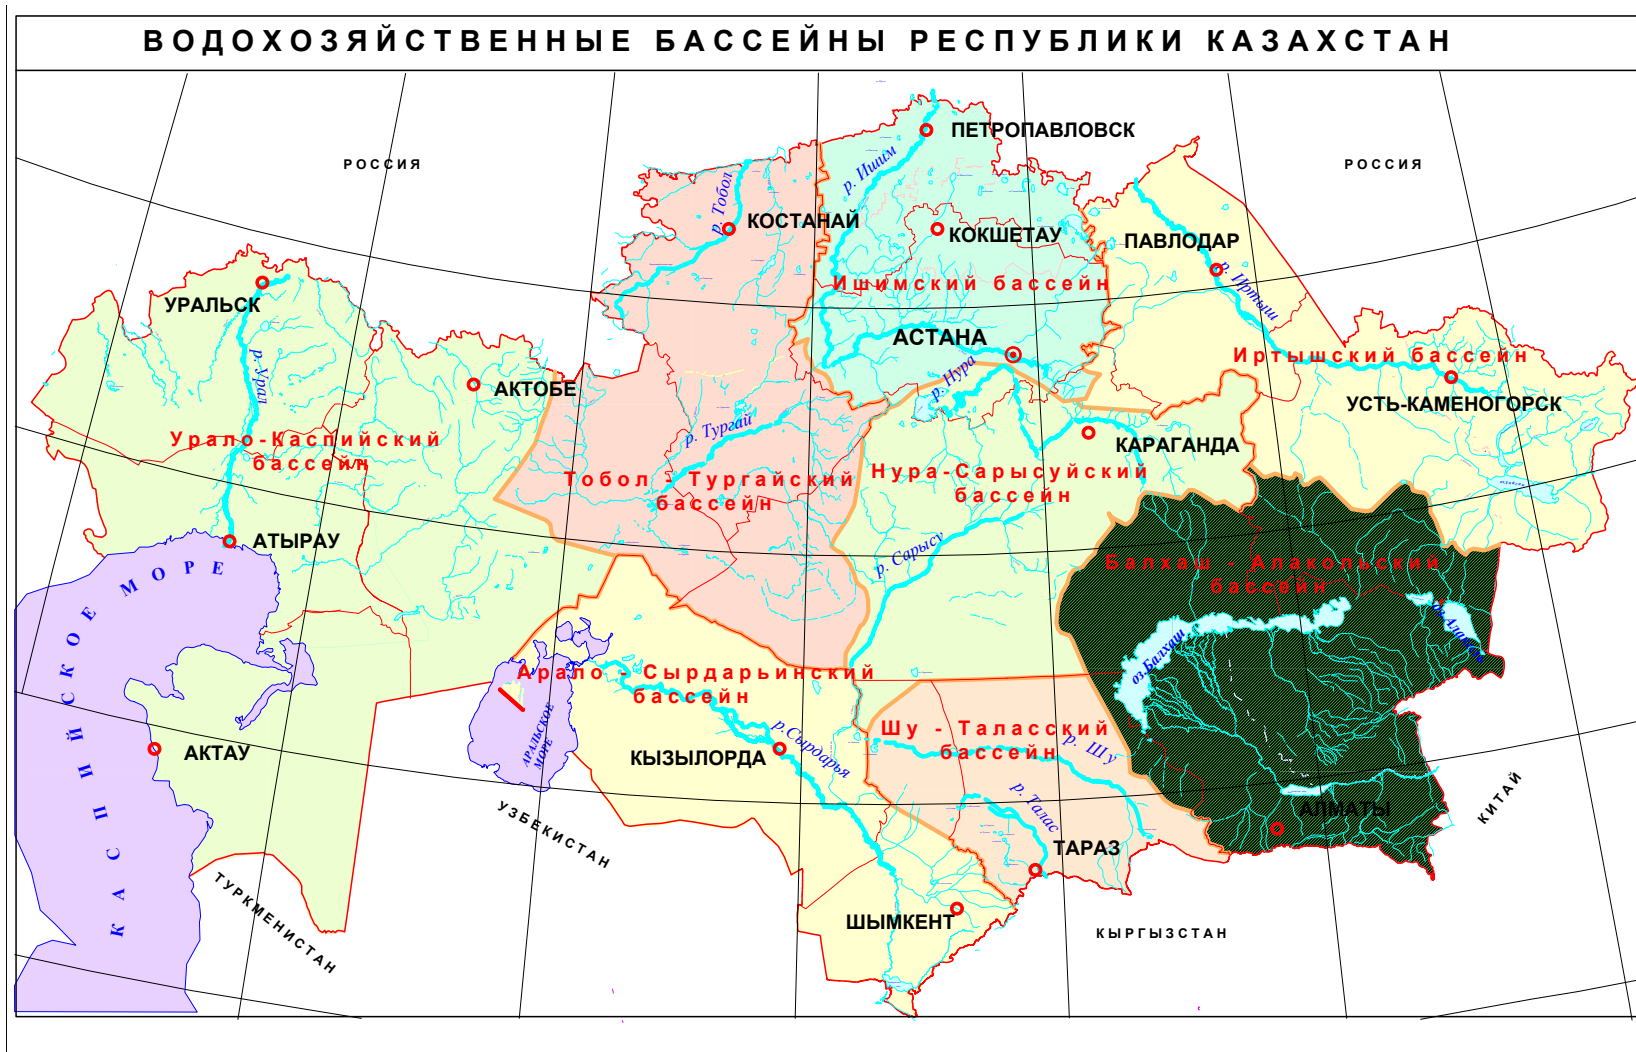 ВОДОХОЗЯЙСТВЕННЫЕ БАССЕЙНЫ РЕСПУБЛИКИ КАЗАХСТАН
ПЕТРОПАВЛОВСК
РОССИЯ
РОССИЯ
р. Ишим
р. Тобол
КОСТАНАЙ
КОКШЕТАУ
ПАВЛОДАР
р. Иртыш
Ишимский бассейн
УРАЛЬСК
АСТАНА
Иртышский бассейн
р. Урал
р. Нура
АКТОБЕ
УСТЬ-КАМЕНОГОРСК
р. Тургай
Урало-Каспийский
бассейн
КАРАГАНДА
Тобол - Тургайский
бассейн
Нура-Сарысуйский
бассейн
АТЫРАУ
р. Сарысу
Балхаш - Алакольский
бассейн
КАСПИЙСКОЕ МОРЕ
оз.Балхаш
Арало - Сырдарьинский
бассейн
АРАЛЬСКОЕ
МОРЕ
Шу - Таласский
бассейн
р. Шу
р.Сырдарья
АКТАУ
КЫЗЫЛОРДА
р. Талас
АЛМАТЫ
КИТАЙ
УЗБЕКИСТАН
ТАРАЗ
ТУРКМЕНИСТАН
ШЫМКЕНТ
КЫРГЫЗСТАН